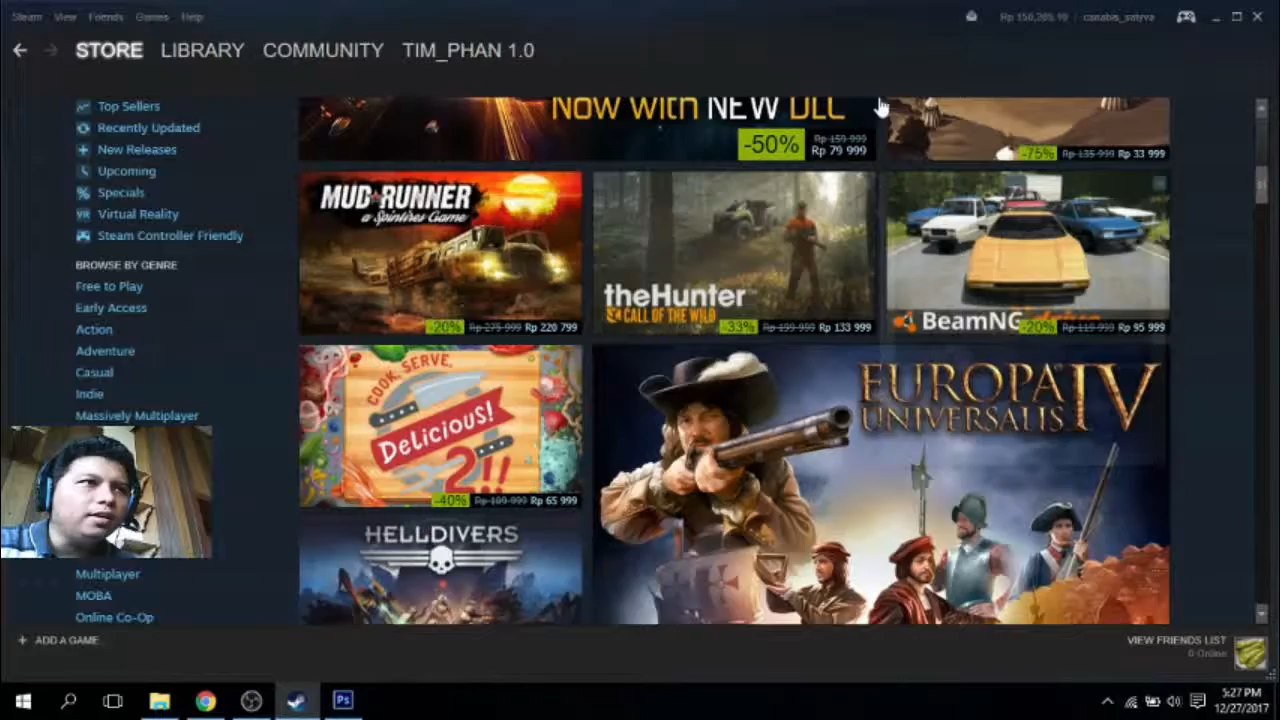 Steam View Friends Games Help
canabis_sativa
STORE LIBRARY COMMUNITY TIM_PHAN 1.0
Top Sellers
Recently Updated
New Releases
Upcoming
Specials
VR Virtual Reality
Steam Controller Friendly
BROWSE BY GENRE
Free to Play
Early Access
Action
Adventure
Casual
Indie
Massively Multiplayer
Multiplayer
MOBA
Online Co-Op
NOW WITH NEW DLC
-50% Rp 159 999
Rp 79 999
-75% Rp 135 999 Rp 33 999
MUDRUNNER
a Spintires Game
-20% Rp 275 999 Rp 220 799
theHunter
CALL OF THE WILD
-33% Rp 199 999 Rp 133 999
BeamNG drive
-20% Rp 119 999 Rp 95 999
COOK, SERVE,
Delicious!
2!!
-40% Rp 109 999 Rp 65 999
EUROPA
UNIVERSALIS IV
HELLDIVERS
+ ADD A GAME
VIEW FRIENDS LIST
0 Online
Ps
5:27 PM
12/27/2017